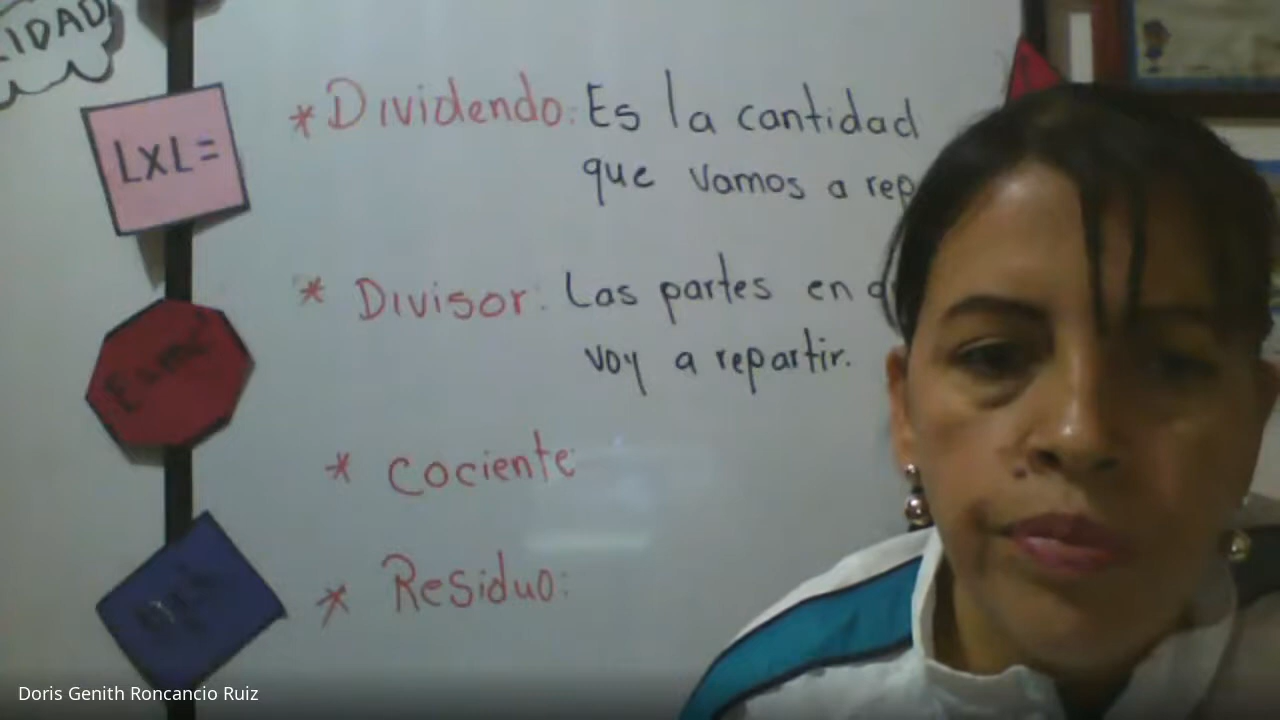 IDAD
LXL=
* Dividendo: Es la cantidad
que vamos a rep
* Divisor: Las partes en
voy a repartir.
* Cociente
* Residuo:
Doris Genith Roncancio Ruiz